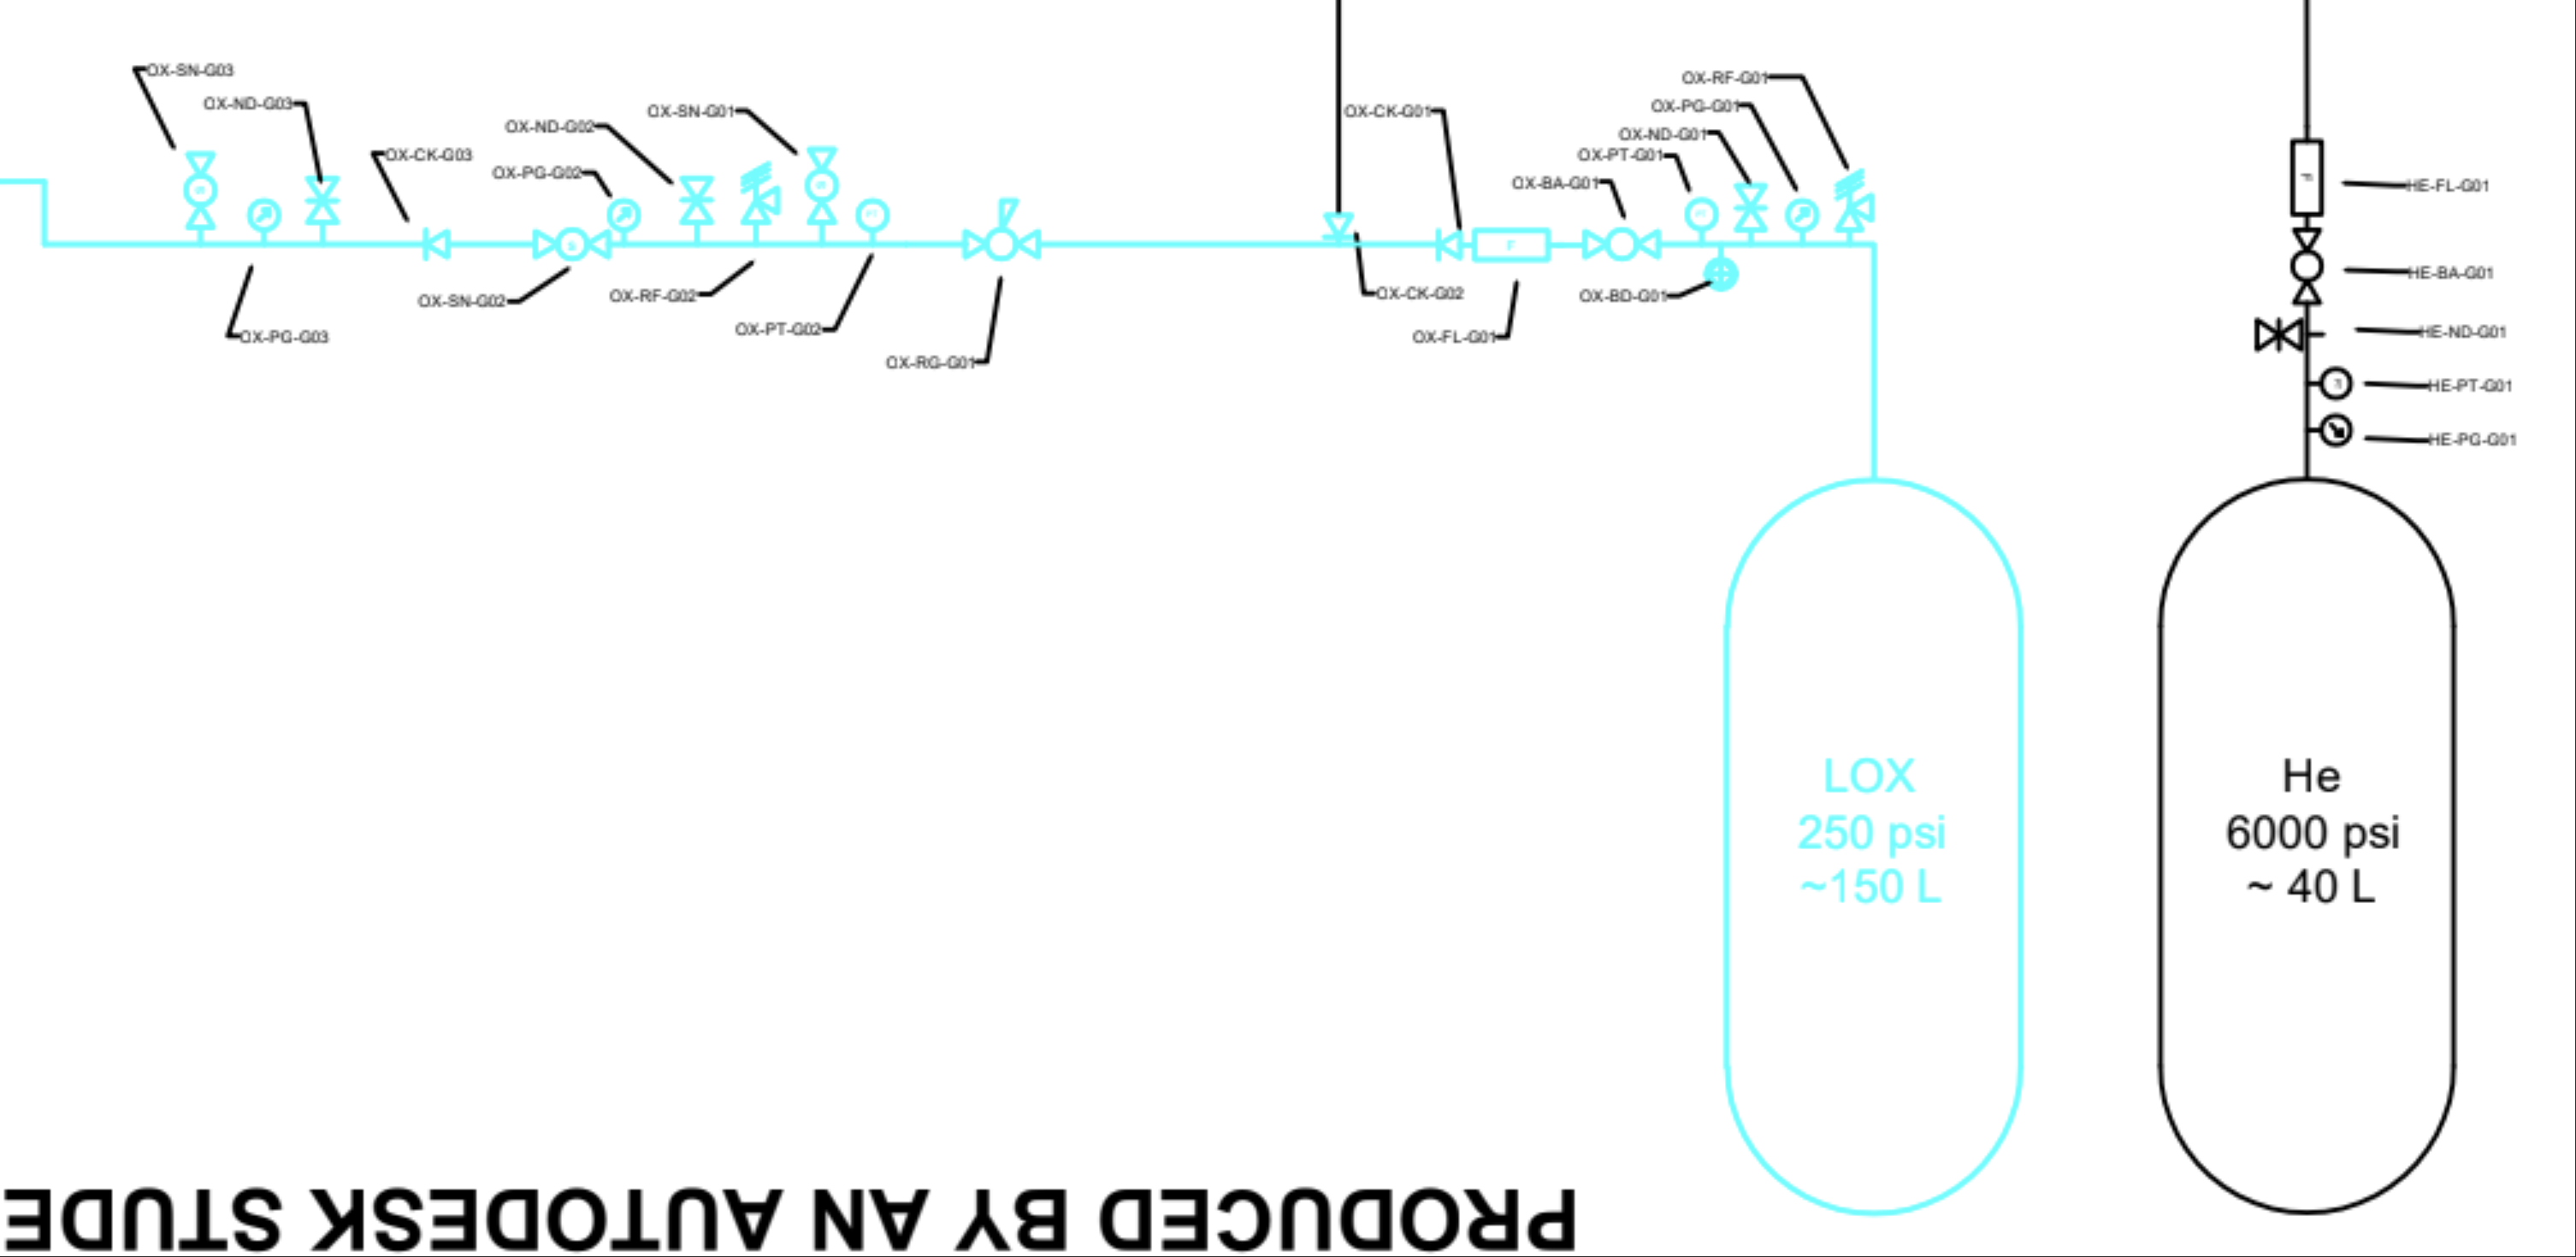 OX-SN-G03
OX-ND-G03
OX-CK-G03
OX-PG-G03
OX-SN-G02
OX-PG-G02
OX-ND-G02
OX-RF-G02
OX-SN-G01
OX-PT-G02
OX-RG-G01
OX-CK-G01
OX-CK-G02
OX-FL-G01
F
OX-BA-G01
OX-BD-G01
OX-PT-G01
OX-ND-G01
OX-PG-G01
OX-RF-G01
F
HE-FL-G01
HE-BA-G01
HE-ND-G01
HE-PT-G01
HE-PG-G01
LOX
250 psi
~150 L
He
6000 psi
~ 40 L
PRODUCED BY AN AUTODESK STUDE